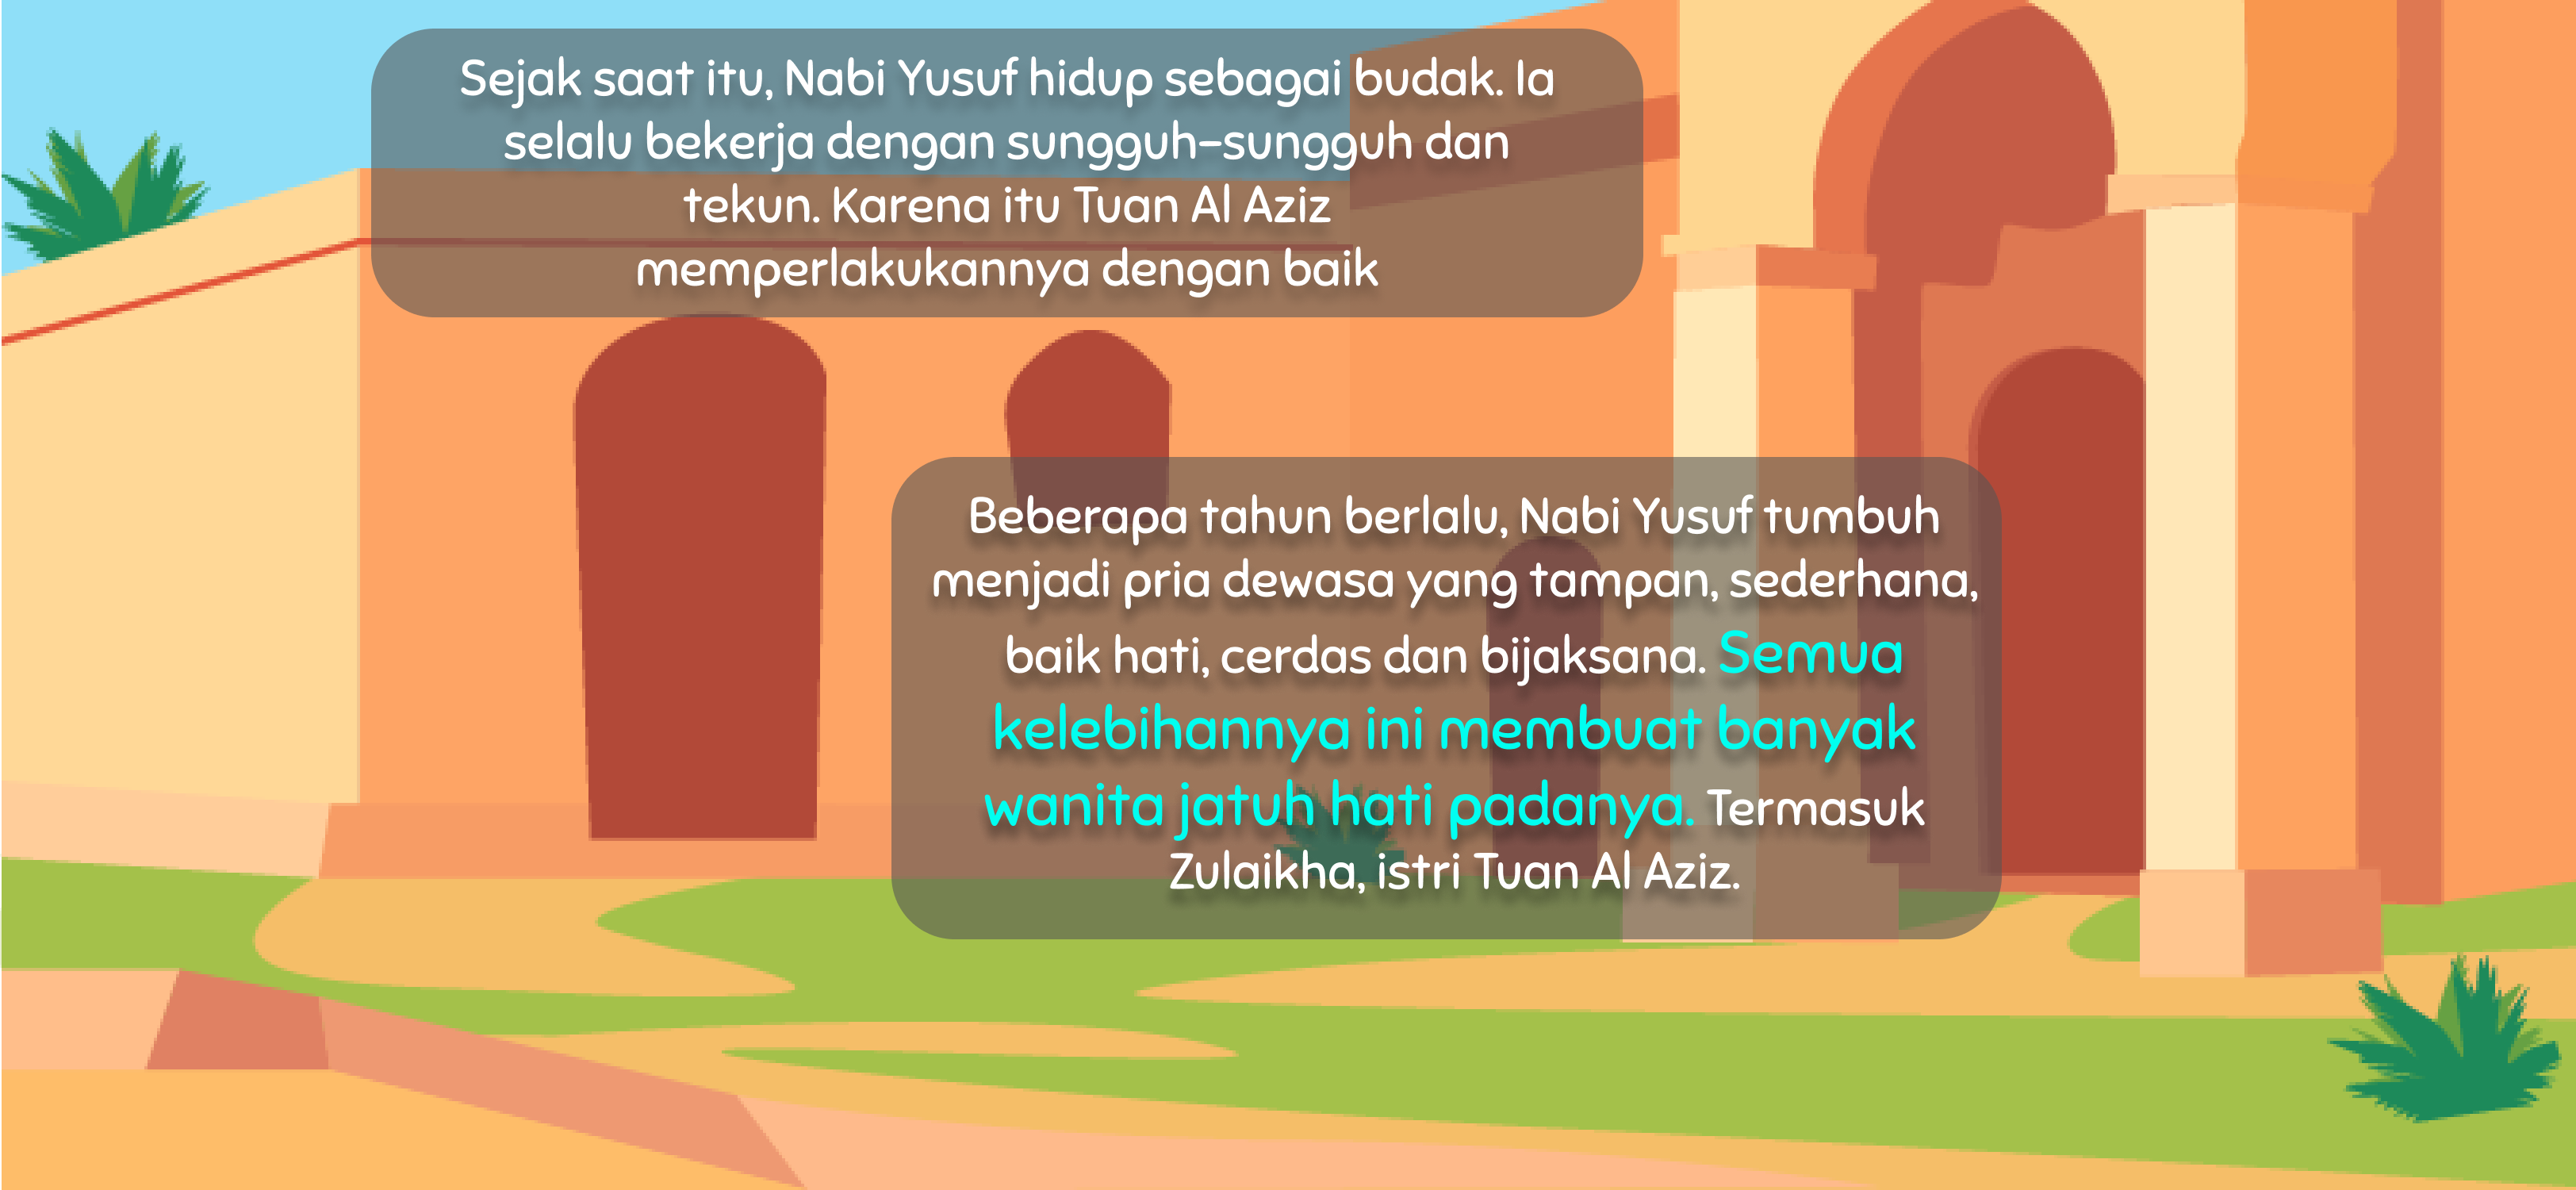 Sejak saat itu, Nabi Yusuf hidup sebagai budak. Ia
selalu bekerja dengan sungguh-sungguh dan
tekun. Karena itu Tuan Al Aziz
memperlakukannya dengan baik
Beberapa tahun berlalu, Nabi Yusuf tumbuh
menjadi pria dewasa yang tampan, sederhana,
baik hati, cerdas dan bijaksana. Semua
kelebihannya ini membuat banyak
wanita jatuh hati padanya. Termasuk
Zulaikha, istri Tuan Al Aziz.